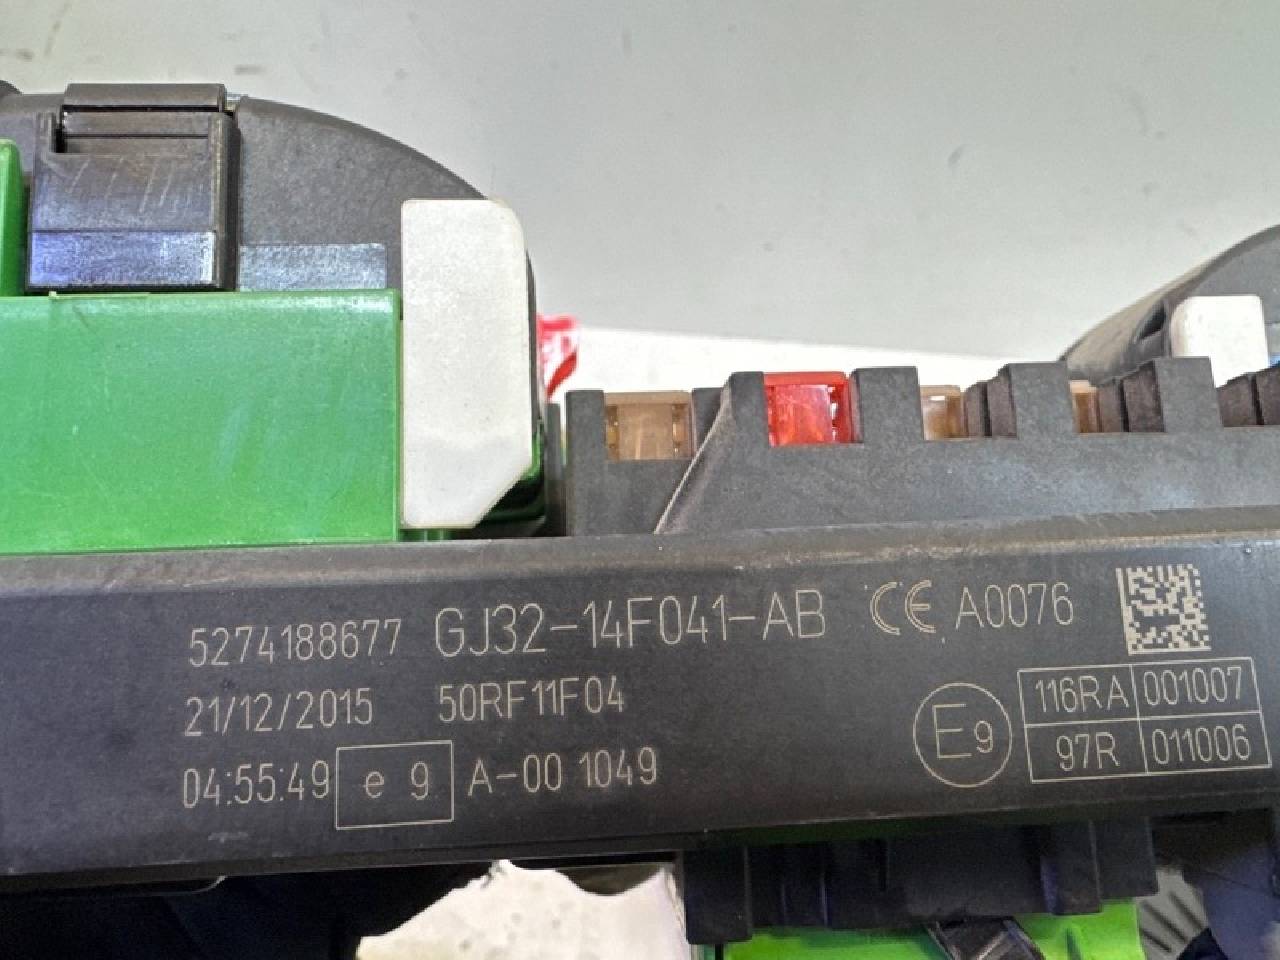 5274188677 GJ32-14F041-AB CE A0076
21/12/2015 50RF11F04
04:55:49 e 9 A-00 1049
E9
116RA 001007
97R 011006